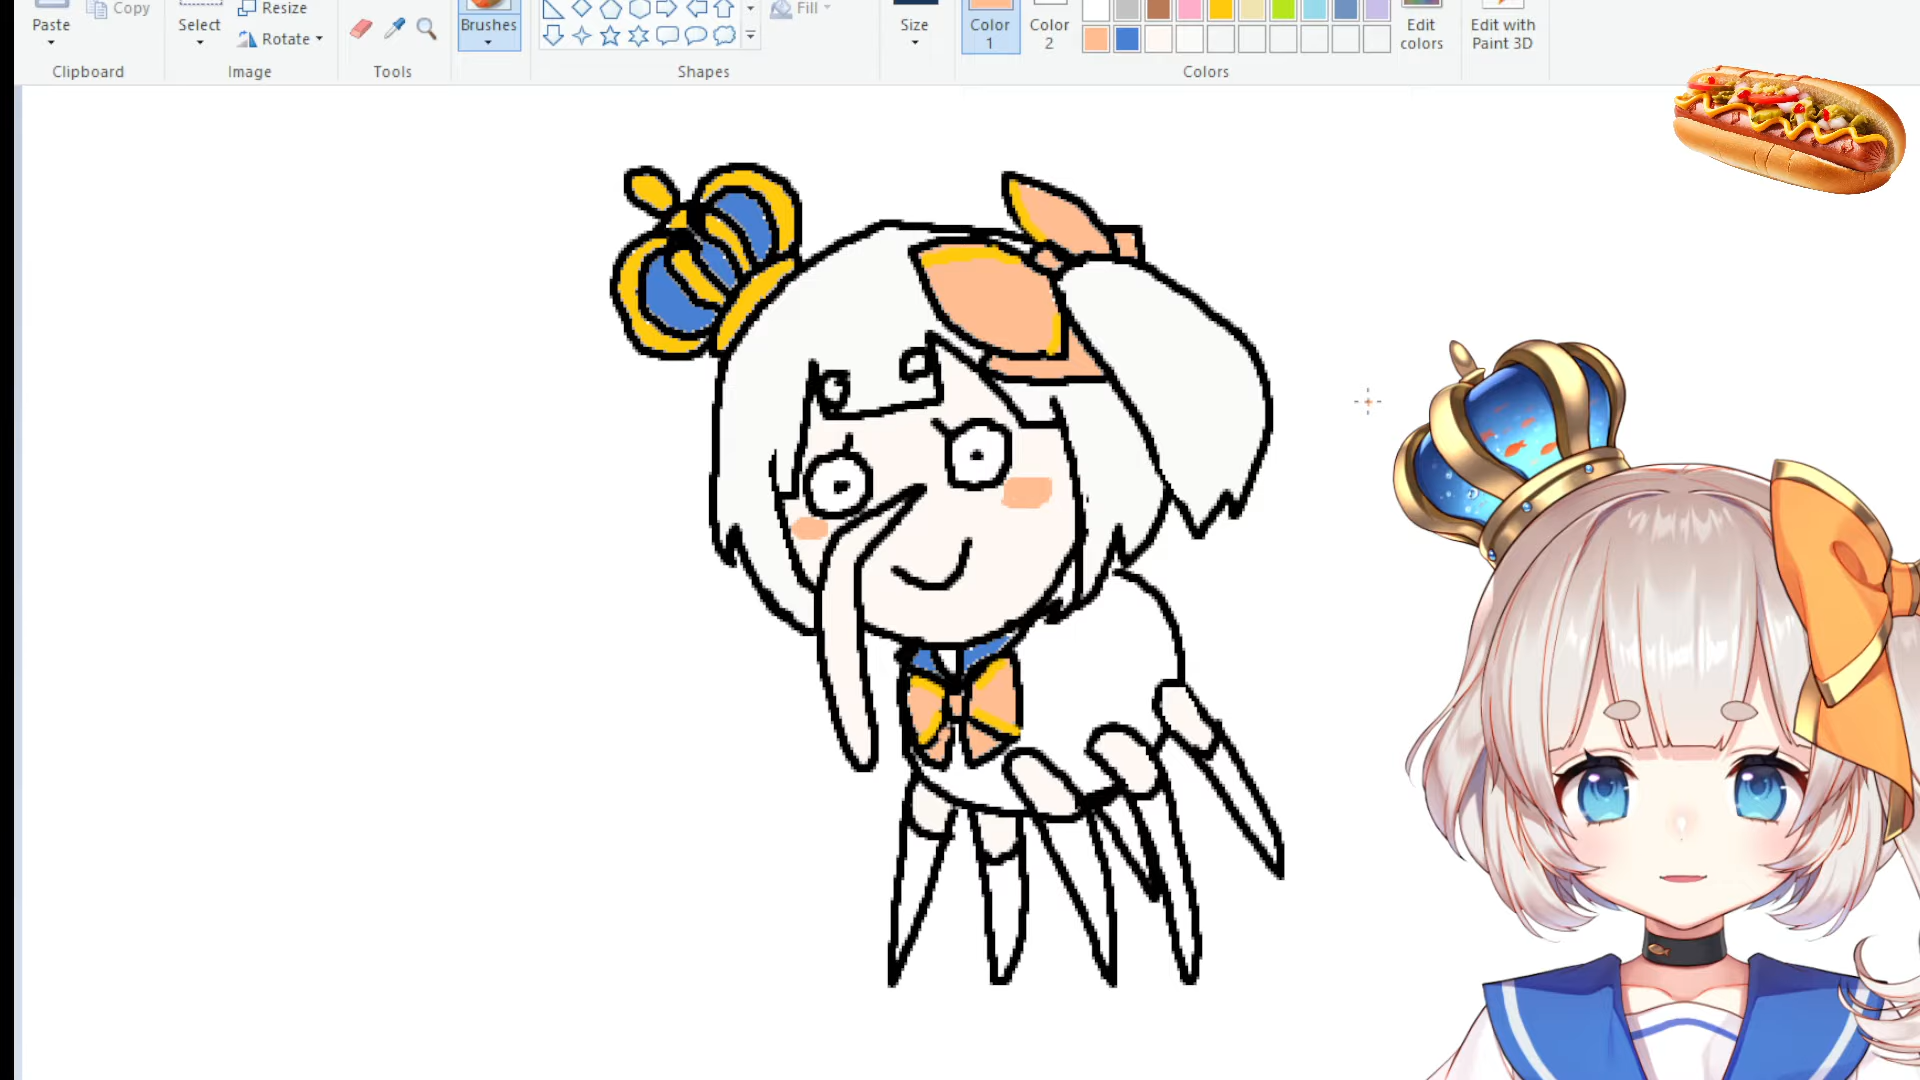 Paste
Copy
Clipboard
Select
Resize
Rotate
Image
Tools
Brushes
Fill
Shapes
Size
Color
1
Color
2
Edit
colors
Colors
Edit with
Paint 3D